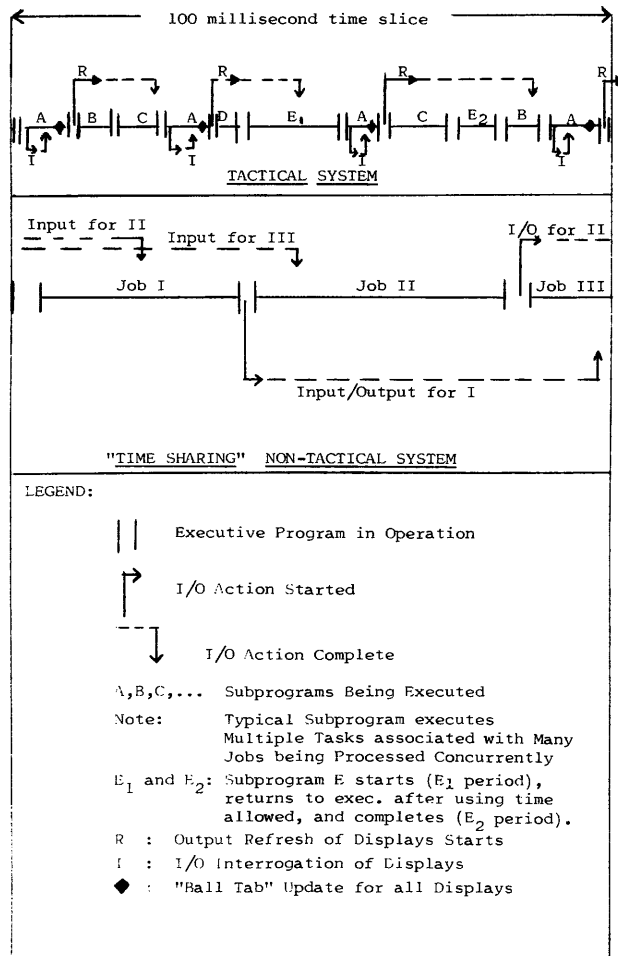 100 millisecond time slice
R R R R
A B C A D E1 A C E2 B A
I I I I
TACTICAL SYSTEM
Input for II Input for III I/O for II
Job I Job II Job III
Input/Output for I
"TIME SHARING" NON-TACTICAL SYSTEM
LEGEND:
Executive Program in Operation
I/O Action Started
I/O Action Complete
A,B,C,... Subprograms Being Executed
Note: Typical Subprogram executes
Multiple Tasks associated with Many
Jobs being Processed Concurrently
E1 and E2: Subprogram E starts (E1 period),
returns to exec. after using time
allowed, and completes (E2 period).
R : Output Refresh of Displays Starts
I : I/O Interrogation of Displays
◆ : "Ball Tab" Update for all Displays